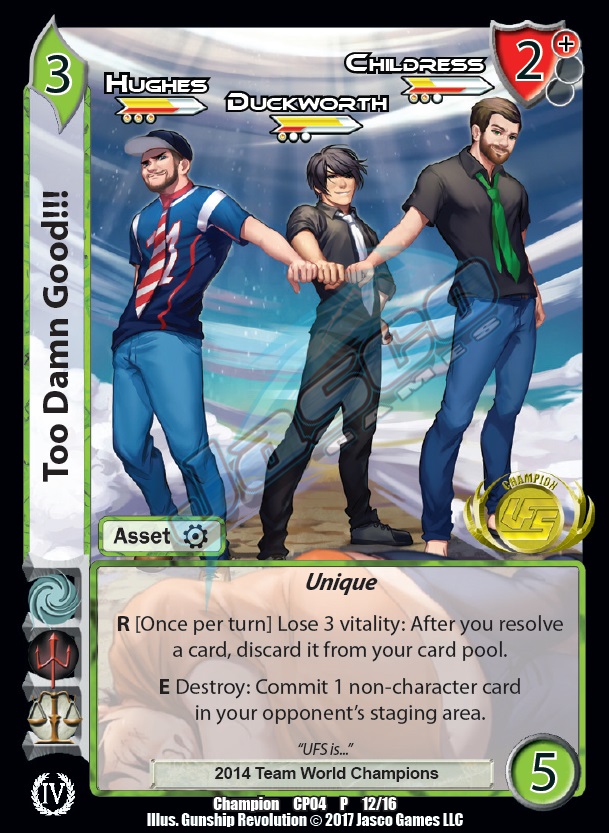 3
Hughes
Duckworth
Childress
2
+
Too Damn Good!!!
JASCO
GAMES
CHAMPION
UFS
Asset
Unique
R [Once per turn] Lose 3 vitality: After you resolve
a card, discard it from your card pool.
E Destroy: Commit 1 non-character card
in your opponent's staging area.
"UFS is..."
2014 Team World Champions
5
IV
Champion CP04 P 12/16
Illus. Gunship Revolution © 2017 Jasco Games LLC